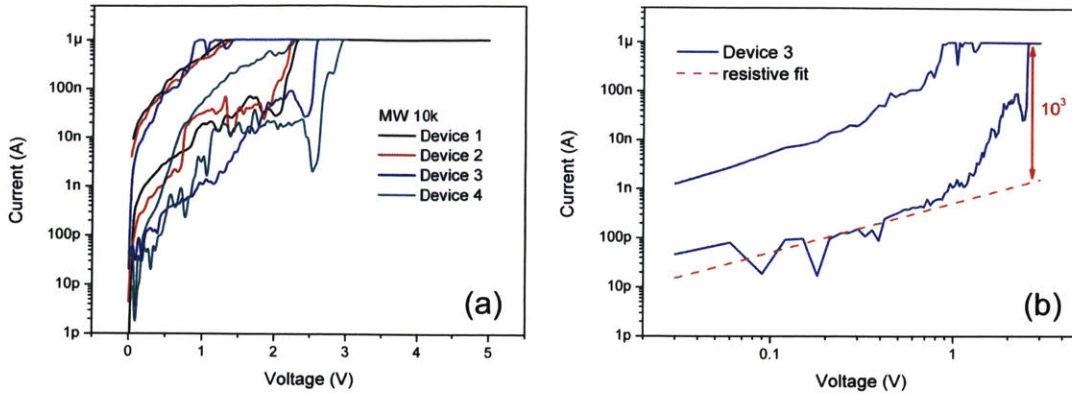 1µ
100n
10n
1n
100p
10p
1p
Current (A)
MW 10k
Device 1
Device 2
Device 3
Device 4
(a)
0 1 2 3 4 5
Voltage (V)
1µ
100n
10n
1n
100p
10p
1p
Current (A)
Device 3
resistive fit
10³
(b)
0.1 1
Voltage (V)